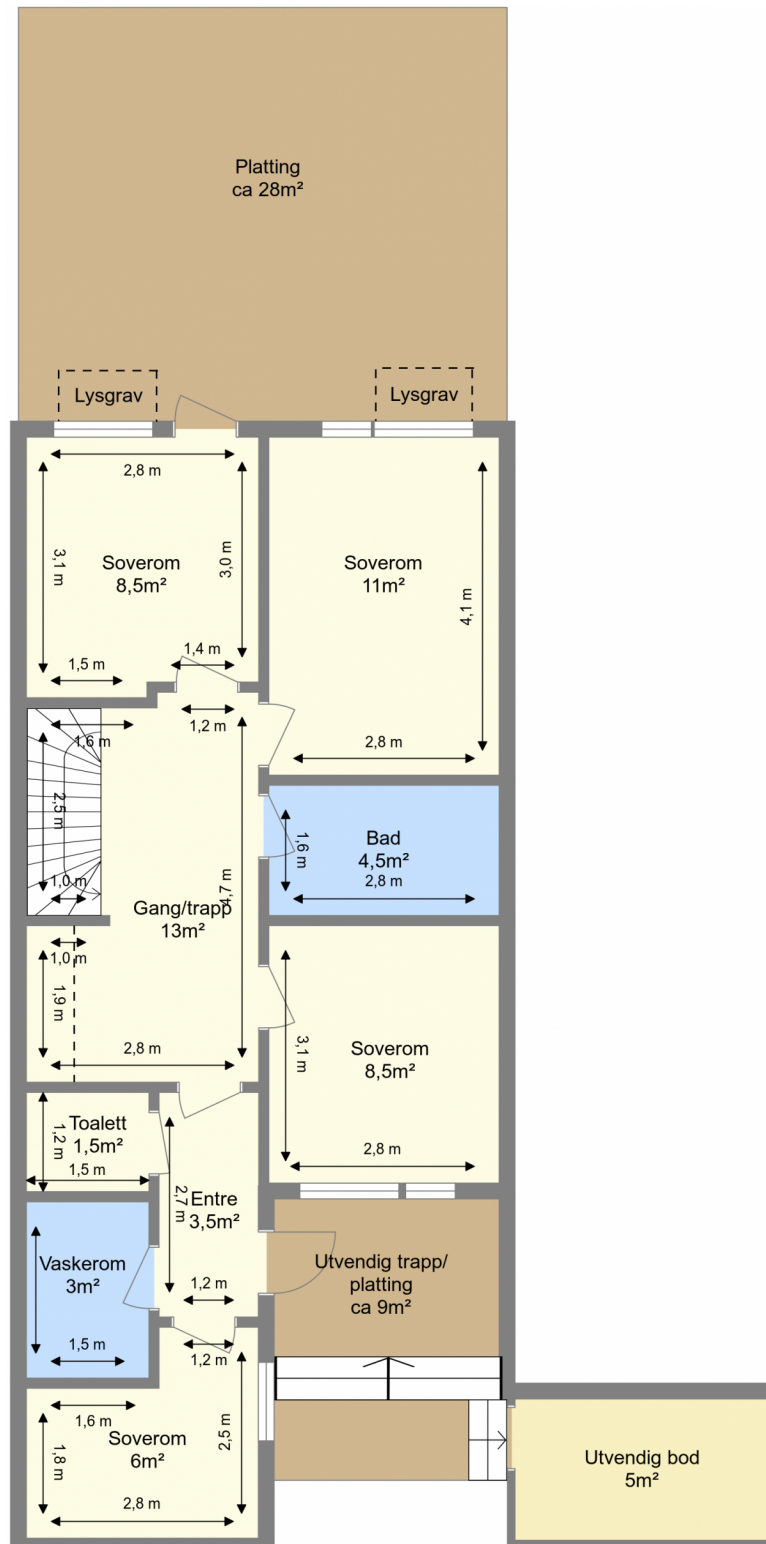 Platting
ca 28m²
Lysgrav
Lysgrav
2,8 m
3,1 m
3,0 m
Soverom
8,5m²
1,5 m
1,4 m
Soverom
11m²
4,1 m
2,8 m
1,6 m
1,2 m
2,5 m
1,0 m
4,7 m
Gang/trapp
13m²
1,0 m
1,9 m
2,8 m
Bad
4,5m²
1,6 m
2,8 m
Soverom
8,5m²
3,1 m
2,8 m
Toalett
1,5m²
1,2 m
1,5 m
Entre
3,5m²
2,7 m
1,2 m
Vaskerom
3m²
1,5 m
Utvendig trapp/
platting
ca 9m²
1,2 m
1,6 m
Soverom
6m²
1,8 m
2,5 m
2,8 m
Utvendig bod
5m²